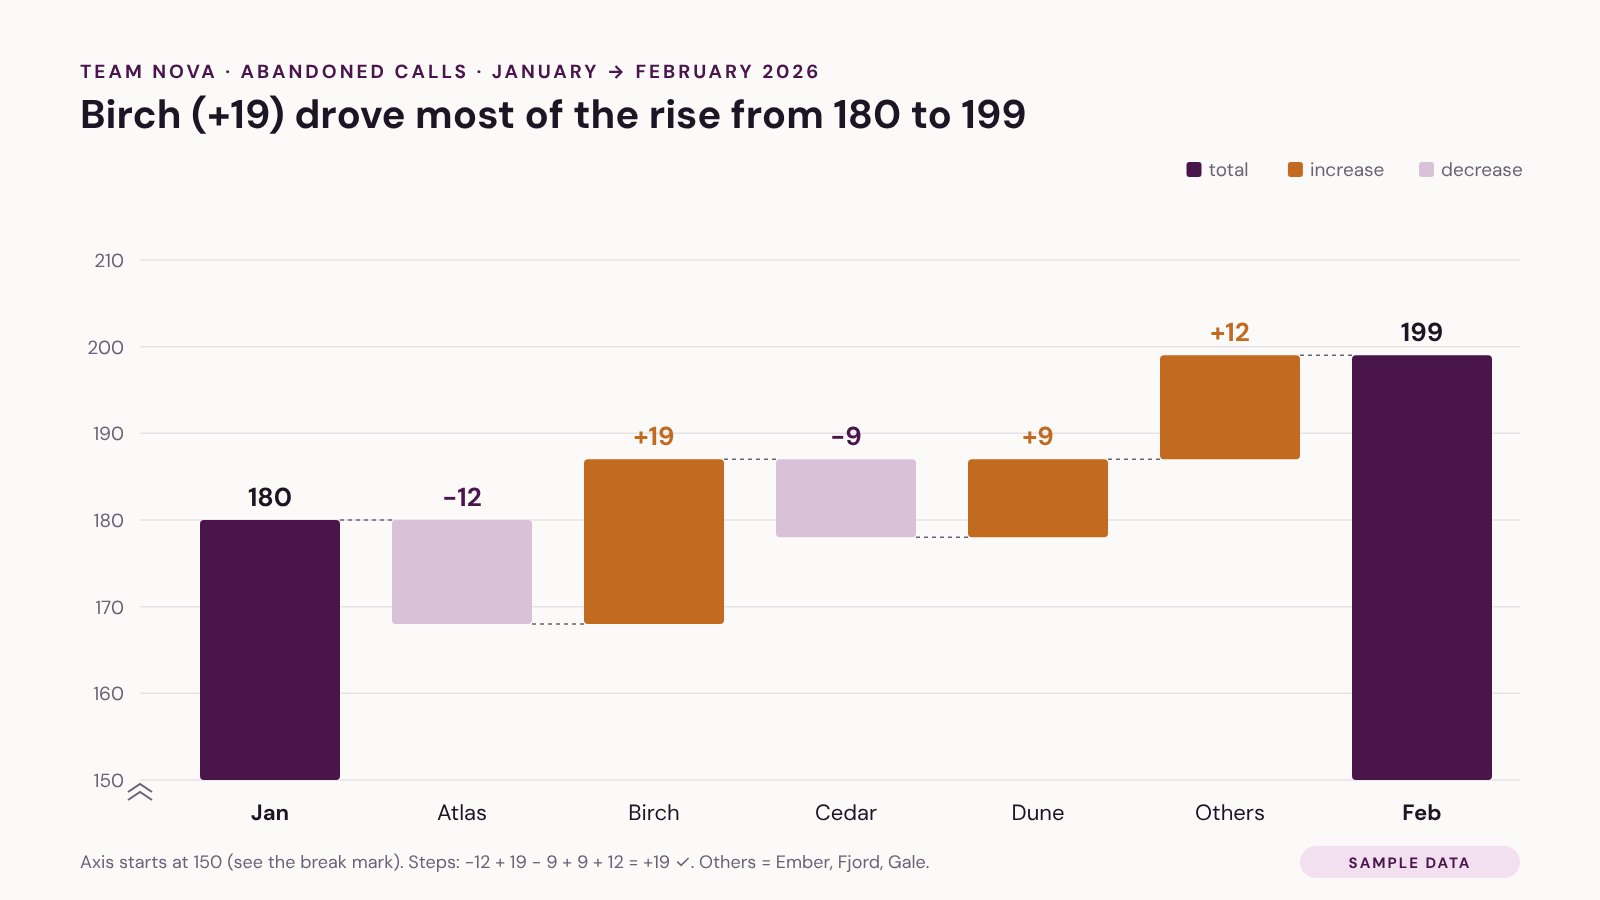 TEAM NOVA · ABANDONED CALLS · JANUARY → FEBRUARY 2026
Birch (+19) drove most of the rise from 180 to 199
total increase decrease
210
200
190
180
170
160
150
180
-12
+19
-9
+9
+12
199
Jan Atlas Birch Cedar Dune Others Feb
Axis starts at 150 (see the break mark). Steps: -12 + 19 - 9 + 9 + 12 = +19 ✓. Others = Ember, Fjord, Gale.
SAMPLE DATA